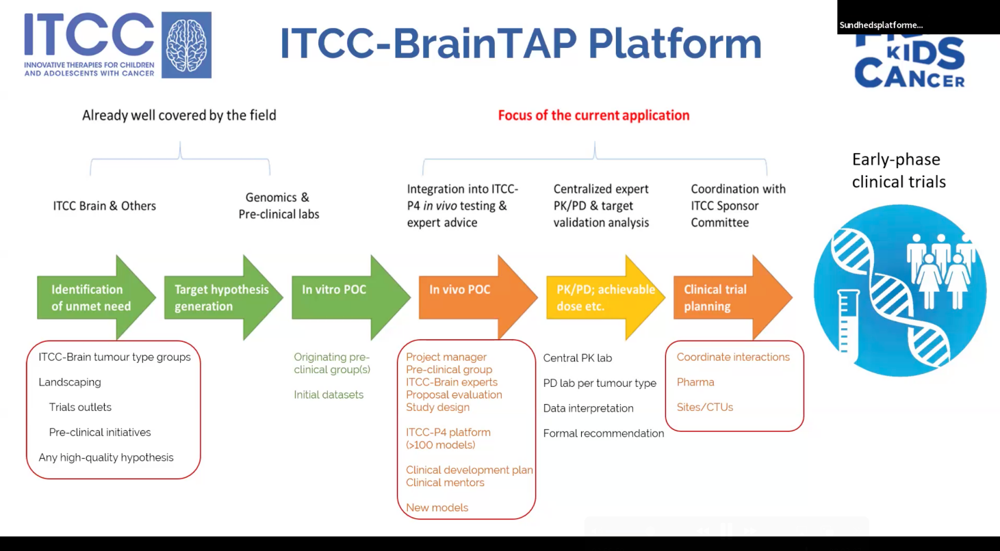 ITCC
INNOVATIVE THERAPIES FOR CHILDREN
AND ADOLESCENTS WITH CANCER
ITCC-BrainTAP Platform
Sundhedsplatforme...
KIDS
CANCER
Already well covered by the field
Focus of the current application
ITCC Brain & Others
Genomics &
Pre-clinical labs
Integration into ITCC-
P4 in vivo testing &
expert advice
Centralized expert
PK/PD & target
validation analysis
Coordination with
ITCC Sponsor
Committee
Early-phase
clinical trials
Identification
of unmet need
Target hypothesis
generation
In vitro POC
In vivo POC
PK/PD; achievable
dose etc.
Clinical trial
planning
ITCC-Brain tumour type groups
Landscaping
Trials outlets
Pre-clinical initiatives
Any high-quality hypothesis
Originating pre-
clinical group(s)
Initial datasets
Project manager
Pre-clinical group
ITCC-Brain experts
Proposal evaluation
Study design
ITCC-P4 platform
(>100 models)
Clinical development plan
Clinical mentors
New models
Central PK lab
PD lab per tumour type
Data interpretation
Formal recommendation
Coordinate interactions
Pharma
Sites/CTUs